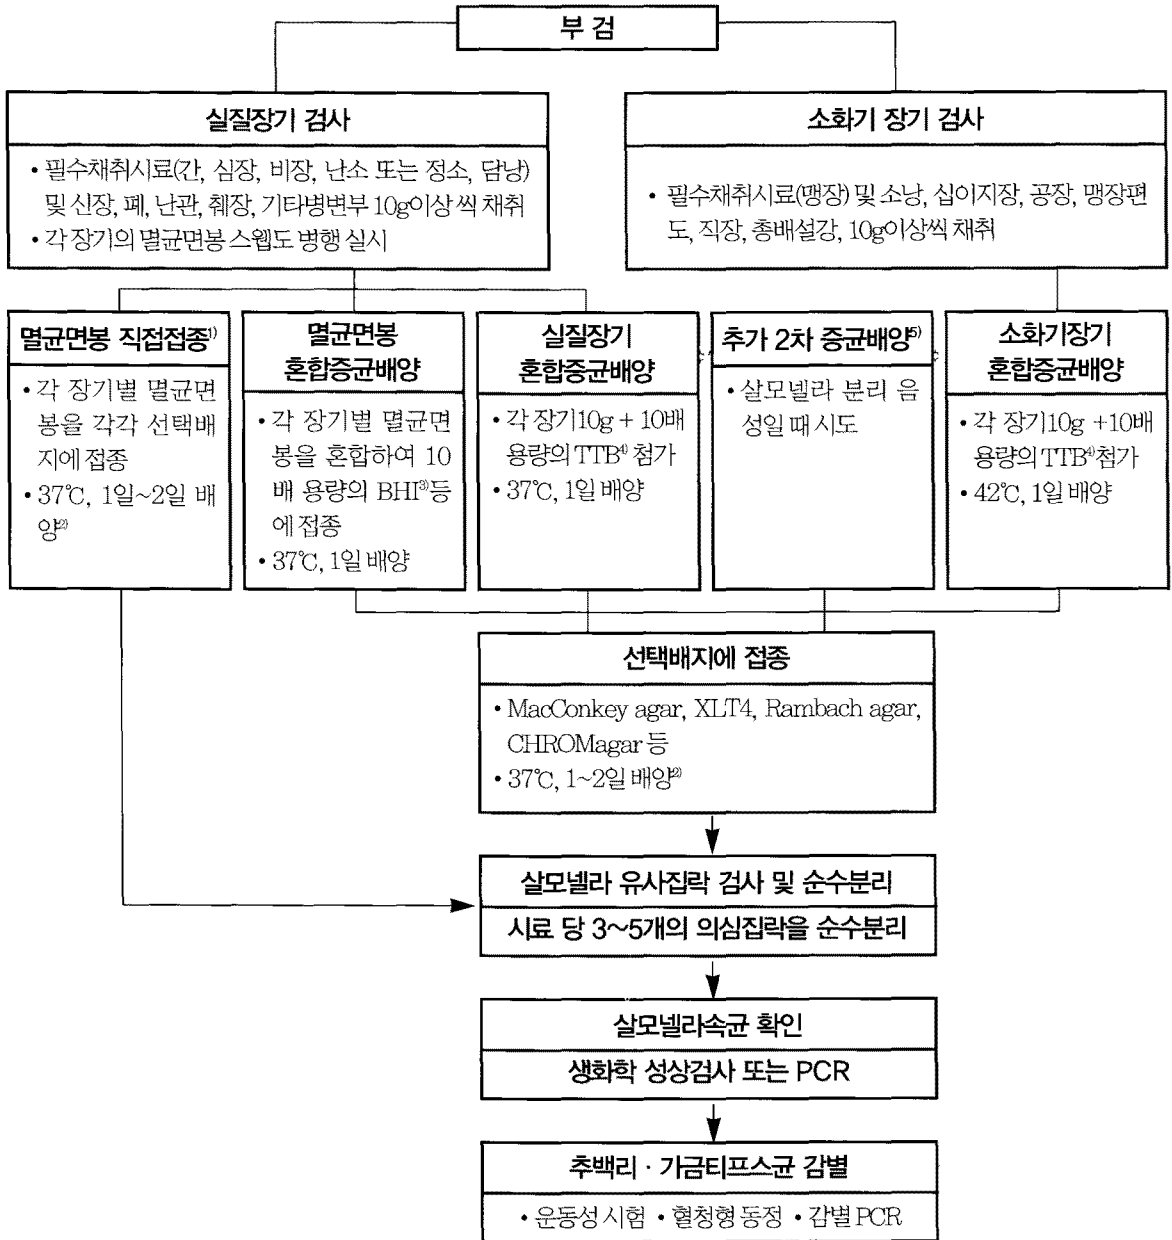 부 검
실질장기 검사
• 필수채취시료(간, 심장, 비장, 난소 또는 정소, 담낭)
및 신장, 폐, 난관, 췌장, 기타병변부 10g이상 씩 채취
• 각 장기의 멸균면봉 스웹도 병행 실시
소화기 장기 검사
• 필수채취시료(맹장) 및 소낭, 십이지장, 공장, 맹장편
도, 직장, 총배설강, 10g이상씩 채취
멸균면봉 직접접종1)
• 각 장기별 멸균면
봉을 각각 선택배
지에 접종
• 37℃, 1일~2일 배
양2)
멸균면봉
혼합증균배양
• 각 장기별 멸균면
봉을 혼합하여 10
배 용량의 BHI3)등
에 접종
• 37℃, 1일 배양
실질장기
혼합증균배양
• 각 장기10g + 10배
용량의 TTB4) 첨가
• 37℃, 1일 배양
추가 2차 증균배양5)
• 살모넬라 분리 음
성일 때 시도
소화기장기
혼합증균배양
• 각 장기10g +10배
용량의 TTB4)첨가
• 42℃, 1일 배양
선택배지에 접종
• MacConkey agar, XLT4, Rambach agar,
CHROMagar 등
• 37℃, 1~2일 배양2)
살모넬라 유사집락 검사 및 순수분리
시료 당 3~5개의 의심집락을 순수분리
살모넬라속균 확인
생화학 성상검사 또는 PCR
추백리 · 가금티프스균 감별
• 운동성 시험 • 혈청형 동정 • 감별 PCR